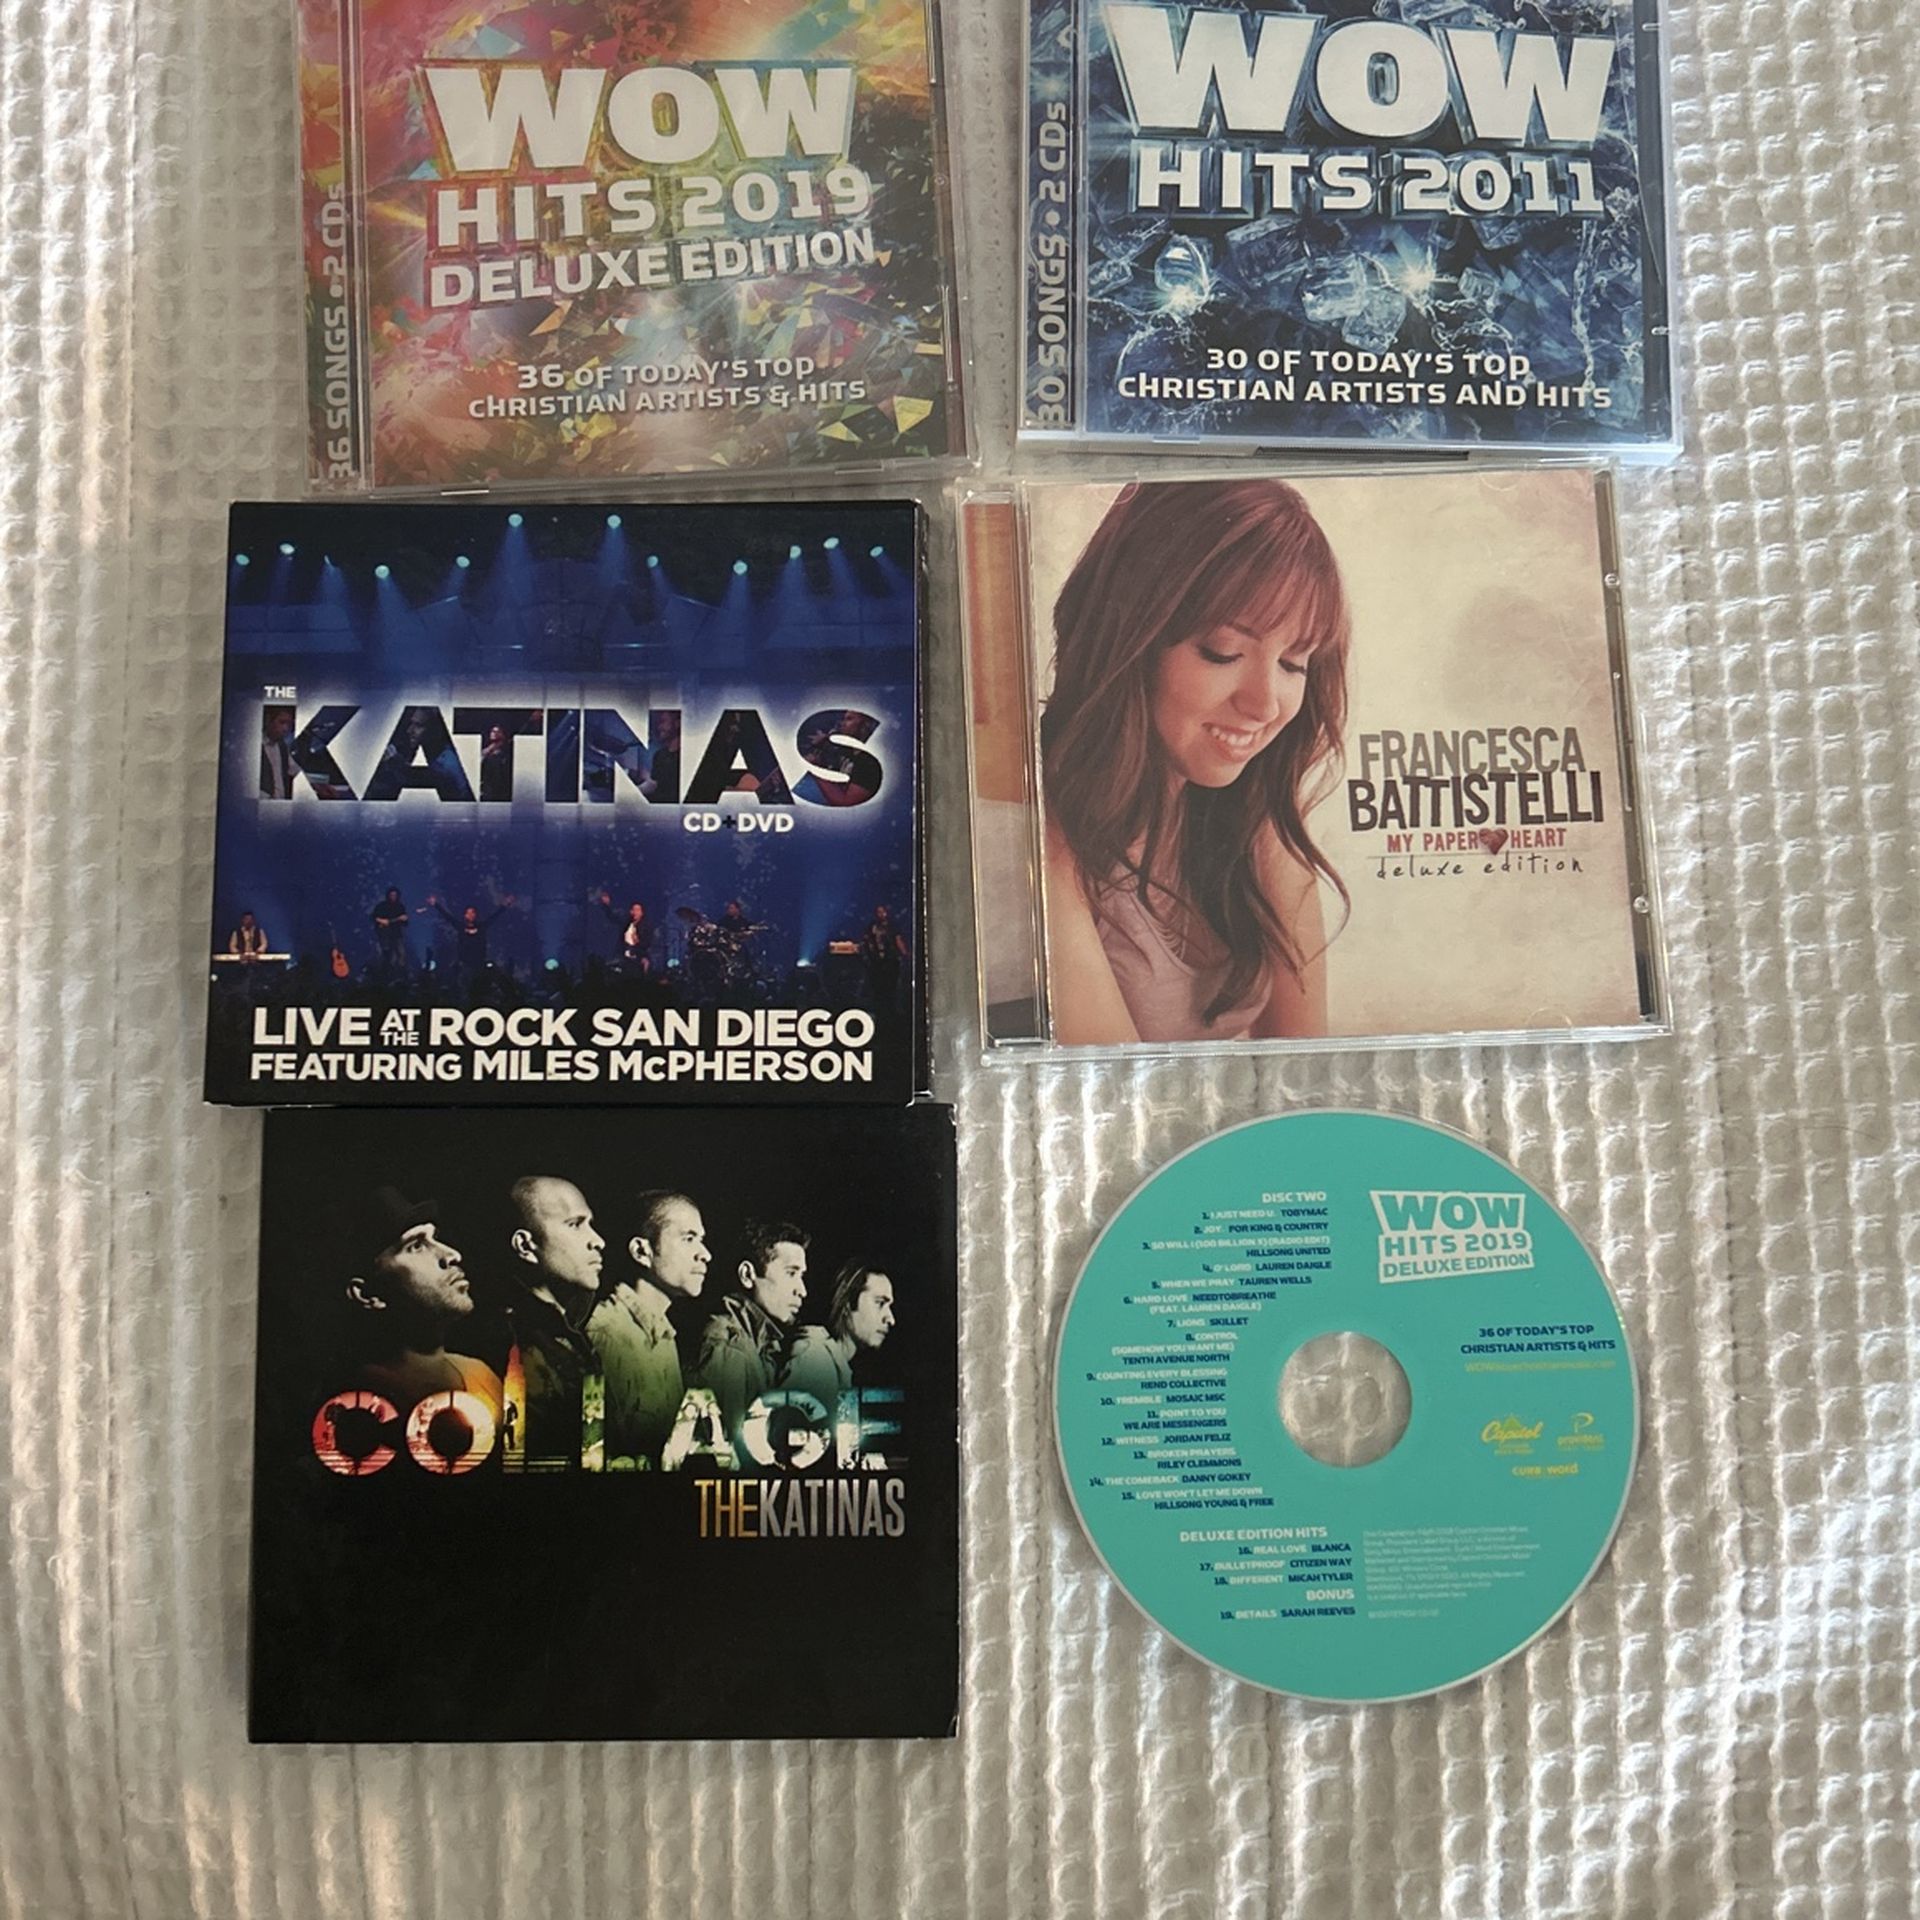 36 SONGS • 2 CDs
WOW
HITS 2019
DELUXE EDITION
36 OF TODAY'S TOP
CHRISTIAN ARTISTS & HITS
30 SONGS • 2 CDs
WOW
HITS 2011
30 OF TODAY'S TOP
CHRISTIAN ARTISTS AND HITS
THE
KATINAS
CD+DVD
LIVE AT THE ROCK SAN DIEGO
FEATURING MILES McPHERSON
FRANCESCA
BATTISTELLI
MY PAPER HEART
deluxe edition
COLLAGE
THEKATINAS
DISC TWO
1. I JUST NEED U. TOBYMAC
2. JOY. FOR KING & COUNTRY
3. SO WILL I (100 BILLION X) (RADIO EDIT)
HILLSONG UNITED
4. O' LORD LAUREN DAIGLE
5. WHEN WE PRAY TAUREN WELLS
6. HARD LOVE NEEDTOBREATHE
(FEAT. LAUREN DAIGLE)
7. LIONS SKILLET
8. CONTROL
(SOMEHOW YOU WANT ME)
TENTH AVENUE NORTH
9. COUNTING EVERY BLESSING
REND COLLECTIVE
10. TREMBLE MOSAIC MSC
11. POINT TO YOU
WE ARE MESSENGERS
12. WITNESS JORDAN FELIZ
13. BROKEN PRAYERS
RILEY CLEMMONS
14. THE COMEBACK DANNY GOKEY
15. LOVE WON'T LET ME DOWN
HILLSONG YOUNG & FREE
DELUXE EDITION HITS
16. REAL LOVE BLANCA
17. BULLETPROOF CITIZEN WAY
18. DIFFERENT MICAH TYLER
BONUS
19. DETAILS SARAH REEVES
WOW
HITS 2019
DELUXE EDITION
36 OF TODAY'S TOP
CHRISTIAN ARTISTS & HITS
Capitol
provident
curb | word